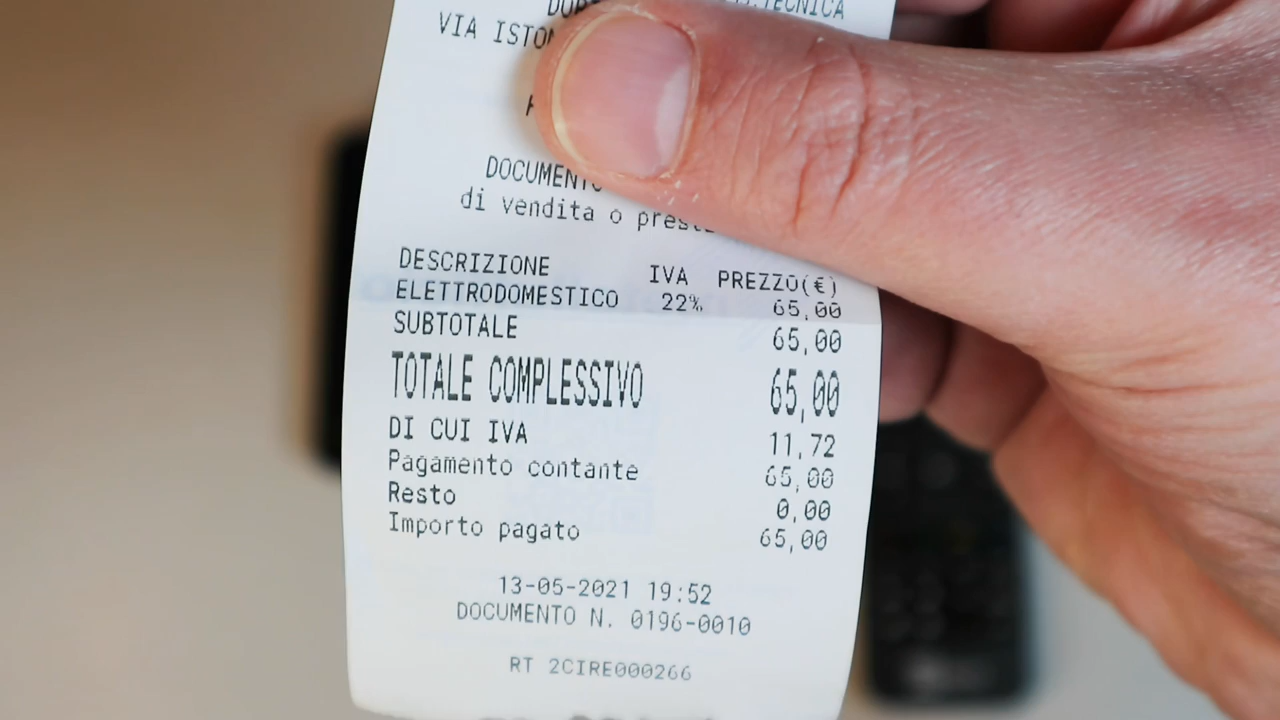 TECNICA
VIA
DOCUMENTO
di vendita o
DESCRIZIONE IVA PREZZO(€)
ELETTRODOMESTICO 22% 65,00
SUBTOTALE 65,00
TOTALE COMPLESSIVO 65,00
DI CUI IVA 11,72
Pagamento contante 65,00
Resto 0,00
Importo pagato 65,00
13-05-2021 19:52
DOCUMENTO N. 0196-0010
RT 2CIRE000266